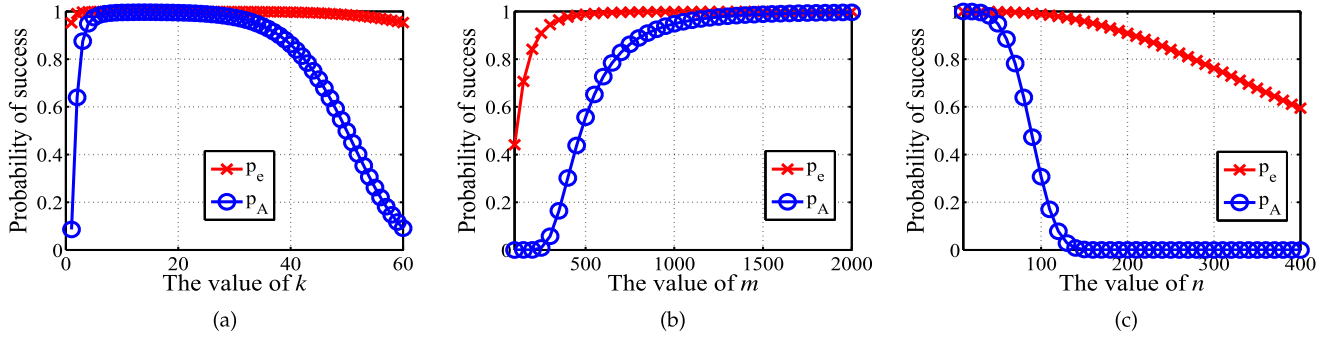 Probability of success
1
0.8
0.6
0.4
0.2
0
0
20
40
60
The value of k
p_e
p_A
(a)
Probability of success
1
0.8
0.6
0.4
0.2
0
500
1000
1500
2000
The value of m
p_e
p_A
(b)
Probability of success
1
0.8
0.6
0.4
0.2
0
100
200
300
400
The value of n
p_e
p_A
(c)